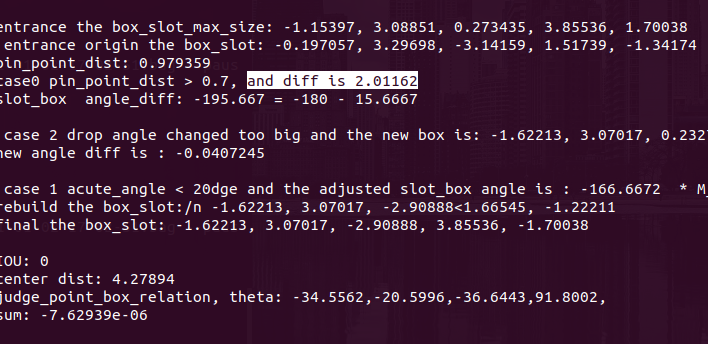 entrance the box_slot_max_size: -1.15397, 3.08851, 0.273435, 3.85536, 1.70038
entrance origin the box_slot: -0.197057, 3.29698, -3.14159, 1.51739, -1.34174
pin_point_dist: 0.979359
case0 pin_point_dist > 0.7, and diff is 2.01162
slot_box  angle_diff: -195.667 = -180 - 15.6667
case 2 drop angle changed too big and the new box is: -1.62213, 3.07017, 0.232
new angle diff is : -0.0407245
case 1 acute_angle < 20dge and the adjusted slot_box angle is : -166.6672  * M_
rebuild the box_slot:/n -1.62213, 3.07017, -2.90888<1.66545, -1.22211
final the box_slot: -1.62213, 3.07017, -2.90888, 3.85536, -1.70038
IOU: 0
center dist: 4.27894
judge_point_box_relation, theta: -34.5562,-20.5996,-36.6443,91.8002,
sum: -7.62939e-06